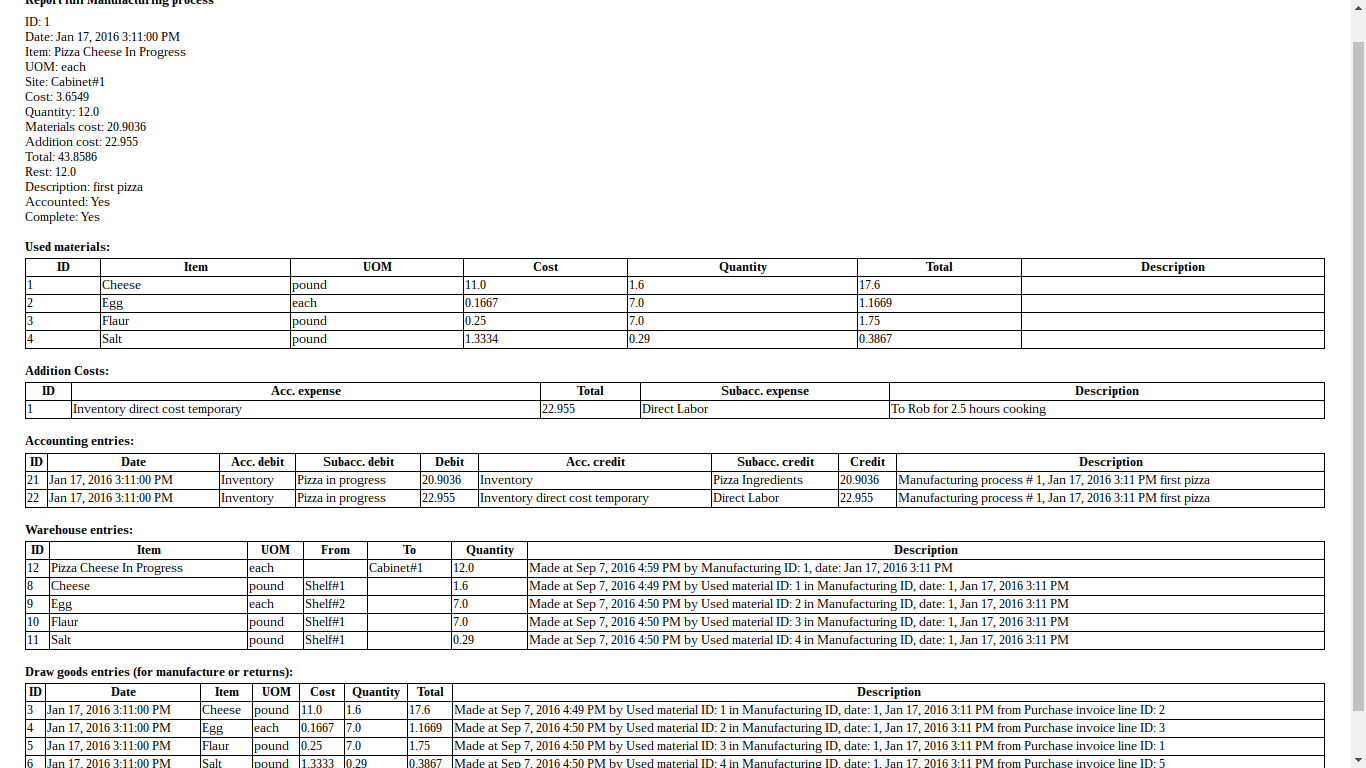 Report full Manufacturing process
ID: 1
Date: Jan 17, 2016 3:11:00 PM
Item: Pizza Cheese In Progress
UOM: each
Site: Cabinet#1
Cost: 3.6549
Quantity: 12.0
Materials cost: 20.9036
Addition cost: 22.955
Total: 43.8586
Rest: 12.0
Description: first pizza
Accounted: Yes
Complete: Yes
Used materials:
ID Item UOM Cost Quantity Total Description
1 Cheese pound 11.0 1.6 17.6
2 Egg each 0.1667 7.0 1.1669
3 Flaur pound 0.25 7.0 1.75
4 Salt pound 1.3334 0.29 0.3867
Addition Costs:
ID Acc. expense Total Subacc. expense Description
1 Inventory direct cost temporary 22.955 Direct Labor To Rob for 2.5 hours cooking
Accounting entries:
ID Date Acc. debit Subacc. debit Debit Acc. credit Subacc. credit Credit Description
21 Jan 17, 2016 3:11:00 PM Inventory Pizza in progress 20.9036 Inventory Pizza Ingredients 20.9036 Manufacturing process # 1, Jan 17, 2016 3:11 PM first pizza
22 Jan 17, 2016 3:11:00 PM Inventory Pizza in progress 22.955 Inventory direct cost temporary Direct Labor 22.955 Manufacturing process # 1, Jan 17, 2016 3:11 PM first pizza
Warehouse entries:
ID Item UOM From To Quantity Description
12 Pizza Cheese In Progress each Cabinet#1 12.0 Made at Sep 7, 2016 4:59 PM by Manufacturing ID: 1, date: Jan 17, 2016 3:11 PM
8 Cheese pound Shelf#1 1.6 Made at Sep 7, 2016 4:49 PM by Used material ID: 1 in Manufacturing ID, date: 1, Jan 17, 2016 3:11 PM
9 Egg each Shelf#2 7.0 Made at Sep 7, 2016 4:50 PM by Used material ID: 2 in Manufacturing ID, date: 1, Jan 17, 2016 3:11 PM
10 Flaur pound Shelf#1 7.0 Made at Sep 7, 2016 4:50 PM by Used material ID: 3 in Manufacturing ID, date: 1, Jan 17, 2016 3:11 PM
11 Salt pound Shelf#1 0.29 Made at Sep 7, 2016 4:50 PM by Used material ID: 4 in Manufacturing ID, date: 1, Jan 17, 2016 3:11 PM
Draw goods entries (for manufacture or returns):
ID Date Item UOM Cost Quantity Total Description
3 Jan 17, 2016 3:11:00 PM Cheese pound 11.0 1.6 17.6 Made at Sep 7, 2016 4:49 PM by Used material ID: 1 in Manufacturing ID, date: 1, Jan 17, 2016 3:11 PM from Purchase invoice line ID: 2
4 Jan 17, 2016 3:11:00 PM Egg each 0.1667 7.0 1.1669 Made at Sep 7, 2016 4:50 PM by Used material ID: 2 in Manufacturing ID, date: 1, Jan 17, 2016 3:11 PM from Purchase invoice line ID: 3
5 Jan 17, 2016 3:11:00 PM Flaur pound 0.25 7.0 1.75 Made at Sep 7, 2016 4:50 PM by Used material ID: 3 in Manufacturing ID, date: 1, Jan 17, 2016 3:11 PM from Purchase invoice line ID: 1
6 Jan 17, 2016 3:11:00 PM Salt pound 1.3333 0.29 0.3867 Made at Sep 7, 2016 4:50 PM by Used material ID: 4 in Manufacturing ID, date: 1, Jan 17, 2016 3:11 PM from Purchase invoice line ID: 5